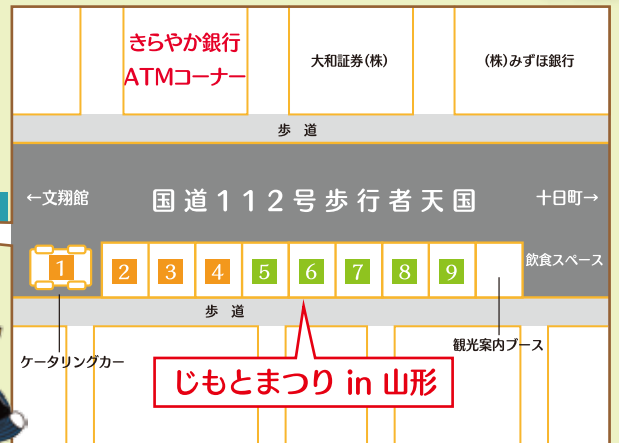 きらやか銀行
ATMコーナー
大和証券(株)
(株)みずほ銀行
歩 道
←文翔館
国道112号歩行者天国
十日町→
1
2
3
4
5
6
7
8
9
飲食スペース
歩 道
ケータリングカー
観光案内ブース
じもとまつり in 山形